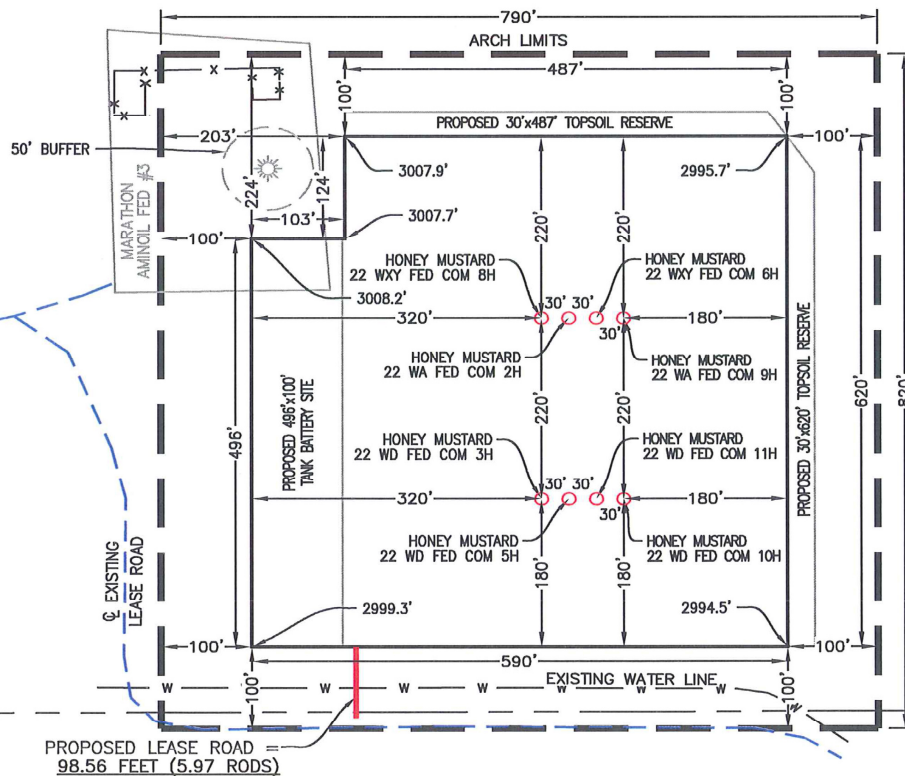 790'
ARCH LIMITS
487'
100'
100'
PROPOSED 30'x487' TOPSOIL RESERVE
203'
100'
50' BUFFER
3007.9'
2995.7'
224'
124'
MARATHON
AMINOIL FED #3
103'
3007.7'
100'
220'
220'
3008.2'
HONEY MUSTARD
22 WXY FED COM 8H
HONEY MUSTARD
22 WXY FED COM 6H
30' 30'
320'
30'
180'
HONEY MUSTARD
22 WA FED COM 2H
HONEY MUSTARD
22 WA FED COM 9H
PROPOSED 496'x100'
TANK BATTERY SITE
496'
220'
220'
PROPOSED 30'x620' TOPSOIL RESERVE
620'
820'
HONEY MUSTARD
22 WD FED COM 3H
HONEY MUSTARD
22 WD FED COM 11H
30' 30'
320'
30'
180'
HONEY MUSTARD
22 WD FED COM 5H
HONEY MUSTARD
22 WD FED COM 10H
180'
180'
℄ EXISTING
LEASE ROAD
2999.3'
2994.5'
100'
100'
590'
100'
100'
EXISTING WATER LINE
W W W W W W W W
PROPOSED LEASE ROAD =
98.56 FEET (5.97 RODS)